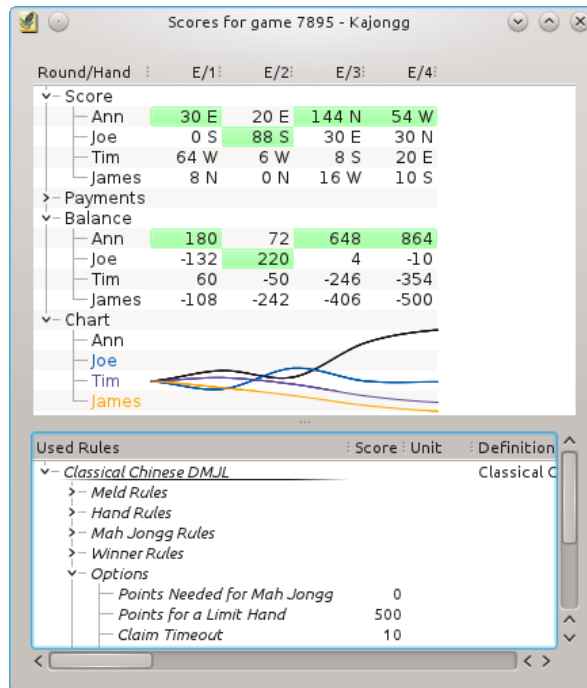 Scores for game 7895 - Kajongg
Round/Hand E/1 E/2 E/3 E/4
Score
Ann 30 E 20 E 144 N 54 W
Joe 0 S 88 S 30 E 30 N
Tim 64 W 6 W 8 S 20 E
James 8 N 0 N 16 W 10 S
Payments
Balance
Ann 180 72 648 864
Joe -132 220 4 -10
Tim 60 -50 -246 -354
James -108 -242 -406 -500
Chart
Ann
Joe
Tim
James
Used Rules Score Unit Definition
Classical Chinese DMJL Classical C
Meld Rules
Hand Rules
Mah Jongg Rules
Winner Rules
Options
Points Needed for Mah Jongg 0
Points for a Limit Hand 500
Claim Timeout 10